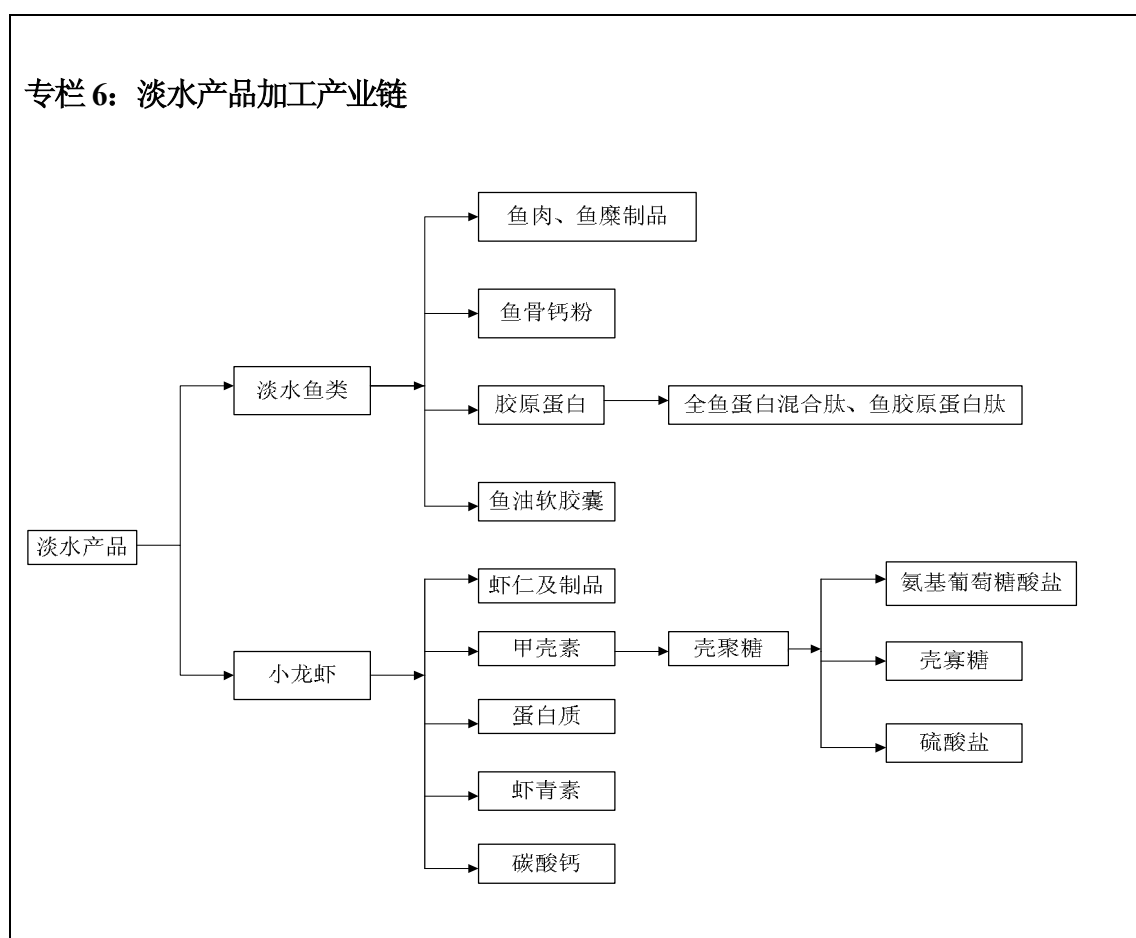 专栏 6：淡水产品加工产业链
鱼肉、鱼糜制品
鱼骨钙粉
淡水鱼类
胶原蛋白
全鱼蛋白混合肽、鱼胶原蛋白肽
鱼油软胶囊
淡水产品
虾仁及制品
氨基葡萄糖酸盐
甲壳素
壳聚糖
壳寡糖
小龙虾
蛋白质
硫酸盐
虾青素
碳酸钙